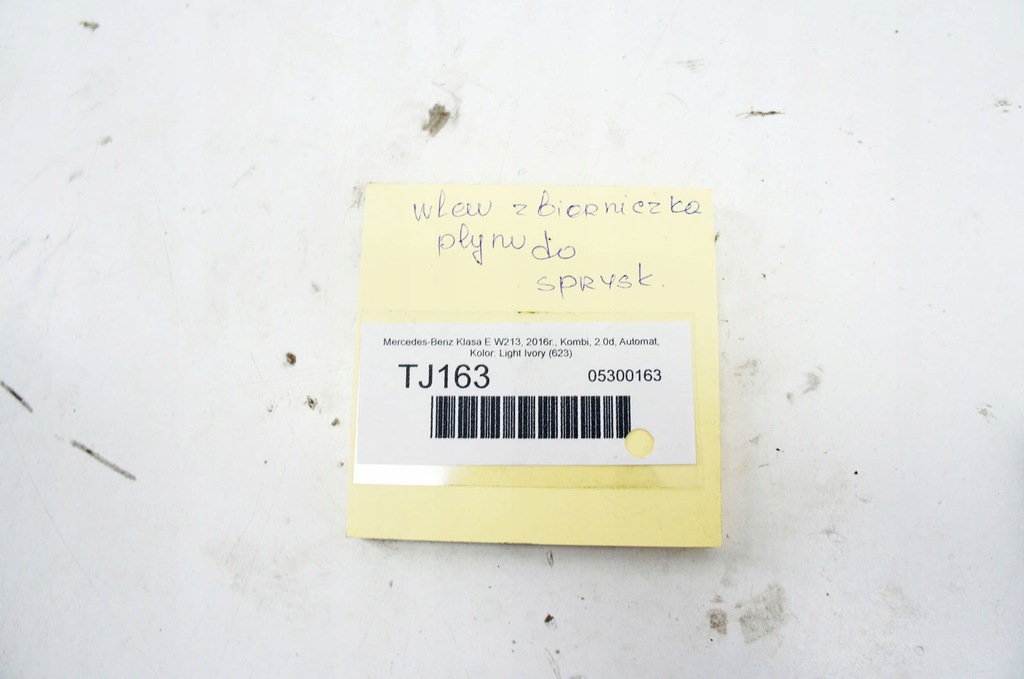 wlew zbiorniczka
płynu do
sprysk.
Mercedes-Benz Klasa E W213, 2016r., Kombi, 2.0d, Automat,
Kolor: Light Ivory (623)
TJ163 05300163